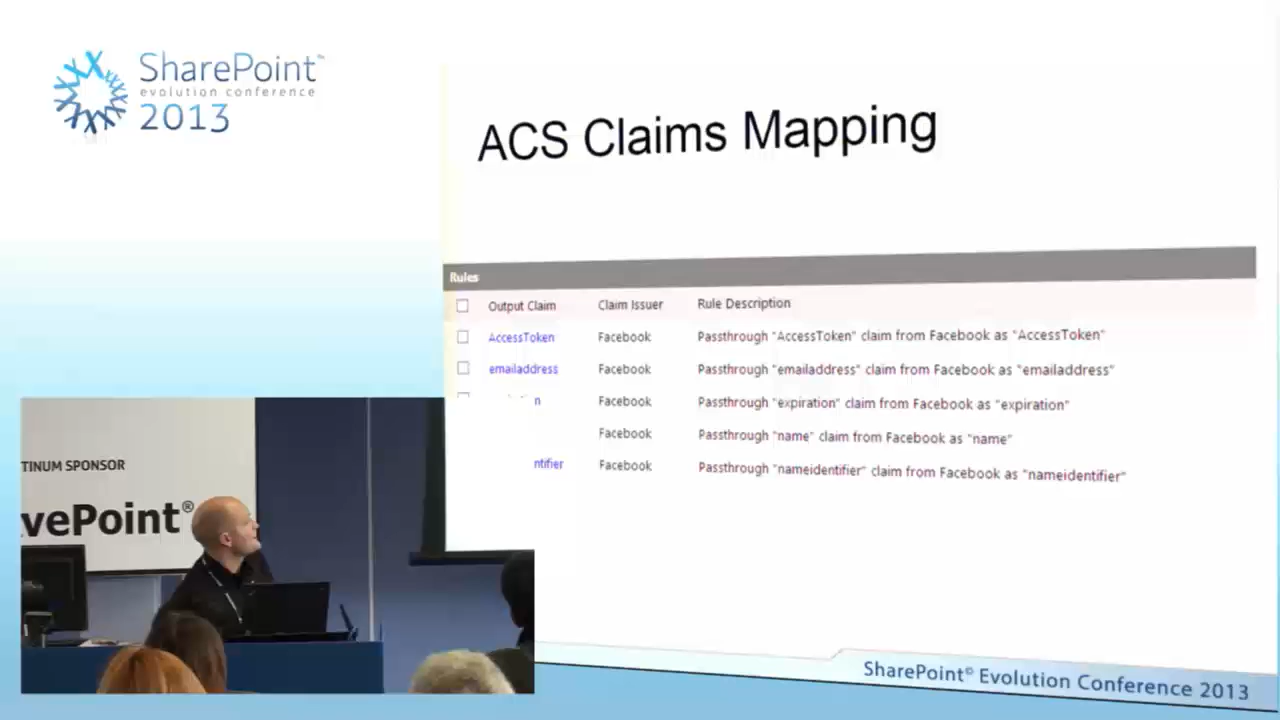 SharePoint™
evolution conference
2013
ACS Claims Mapping
Rules
Output Claim Claim Issuer Rule Description
AccessToken Facebook Passthrough "AccessToken" claim from Facebook as "AccessToken"
emailaddress Facebook Passthrough "emailaddress" claim from Facebook as "emailaddress"
Facebook Passthrough "expiration" claim from Facebook as "expiration"
Facebook Passthrough "name" claim from Facebook as "name"
ntifier Facebook Passthrough "nameidentifier" claim from Facebook as "nameidentifier"
TINUM SPONSOR
vePoint®
SharePoint® Evolution Conference 2013